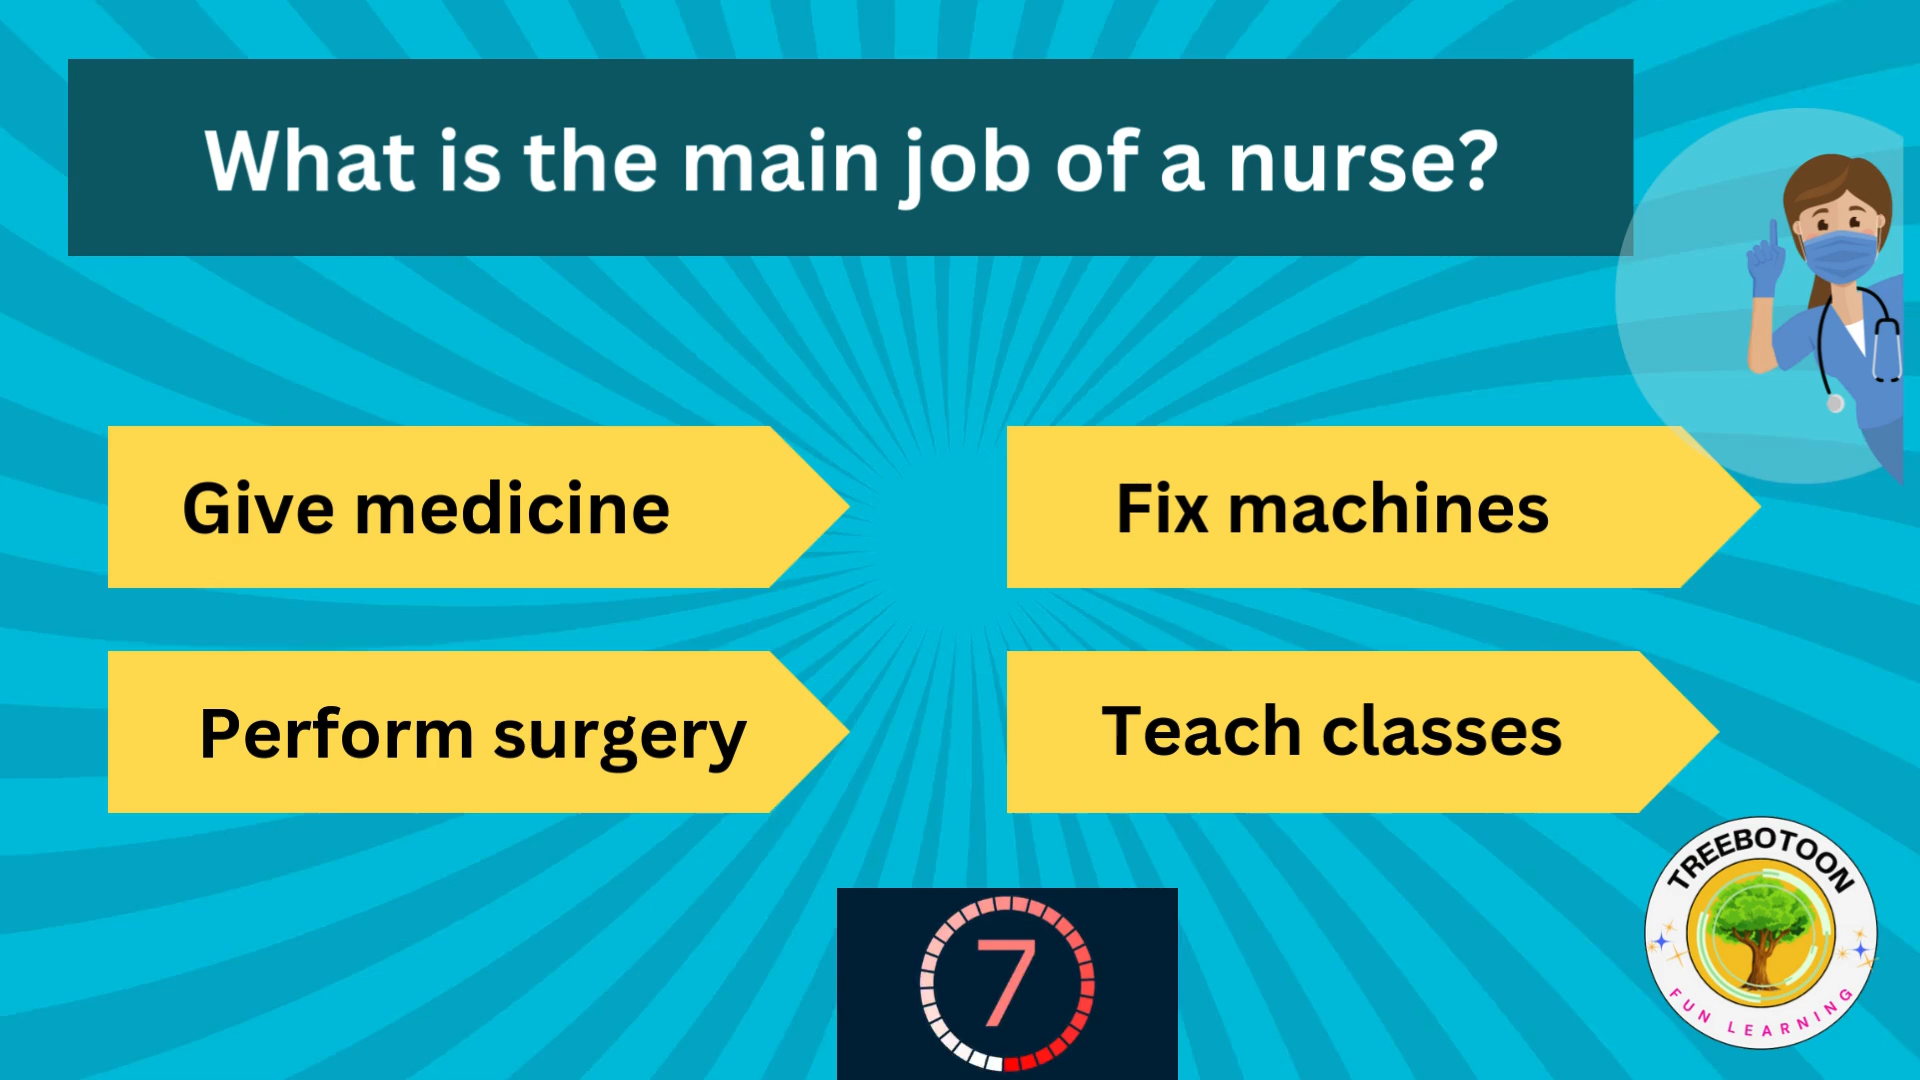 What is the main job of a nurse?
Give medicine
Fix machines
Perform surgery
Teach classes
7
TREEBOTOON
FUN LEARNING